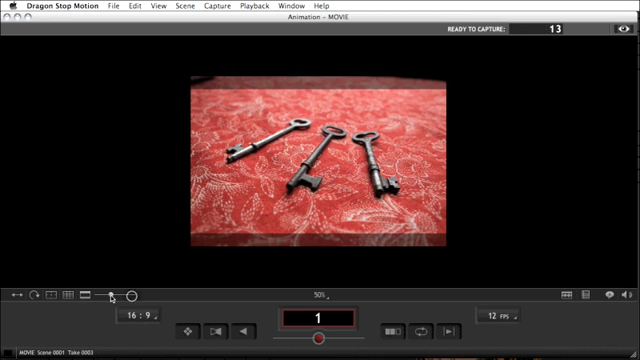 Dragon Stop Motion File Edit View Scene Capture Playback Window Help
Animation – MOVIE
READY TO CAPTURE: 13
50%
16 : 9 1 12 FPS
MOVIE Scene 0001 Take 0003